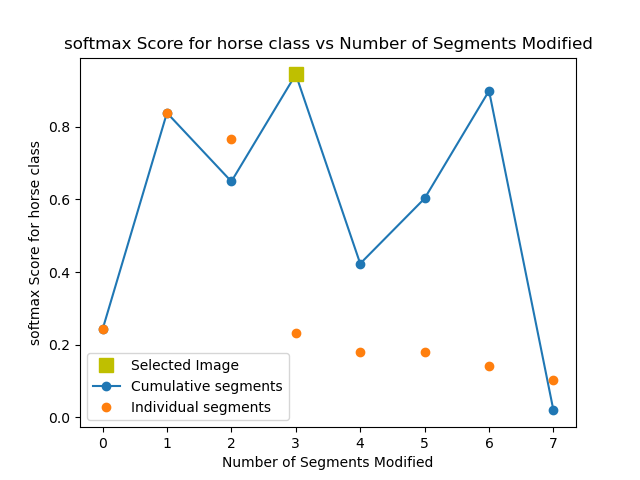 softmax Score for horse class vs Number of Segments Modified
softmax Score for horse class
0.8
0.6
0.4
0.2
0.0
Selected Image
Cumulative segments
Individual segments
0 1 2 3 4 5 6 7
Number of Segments Modified